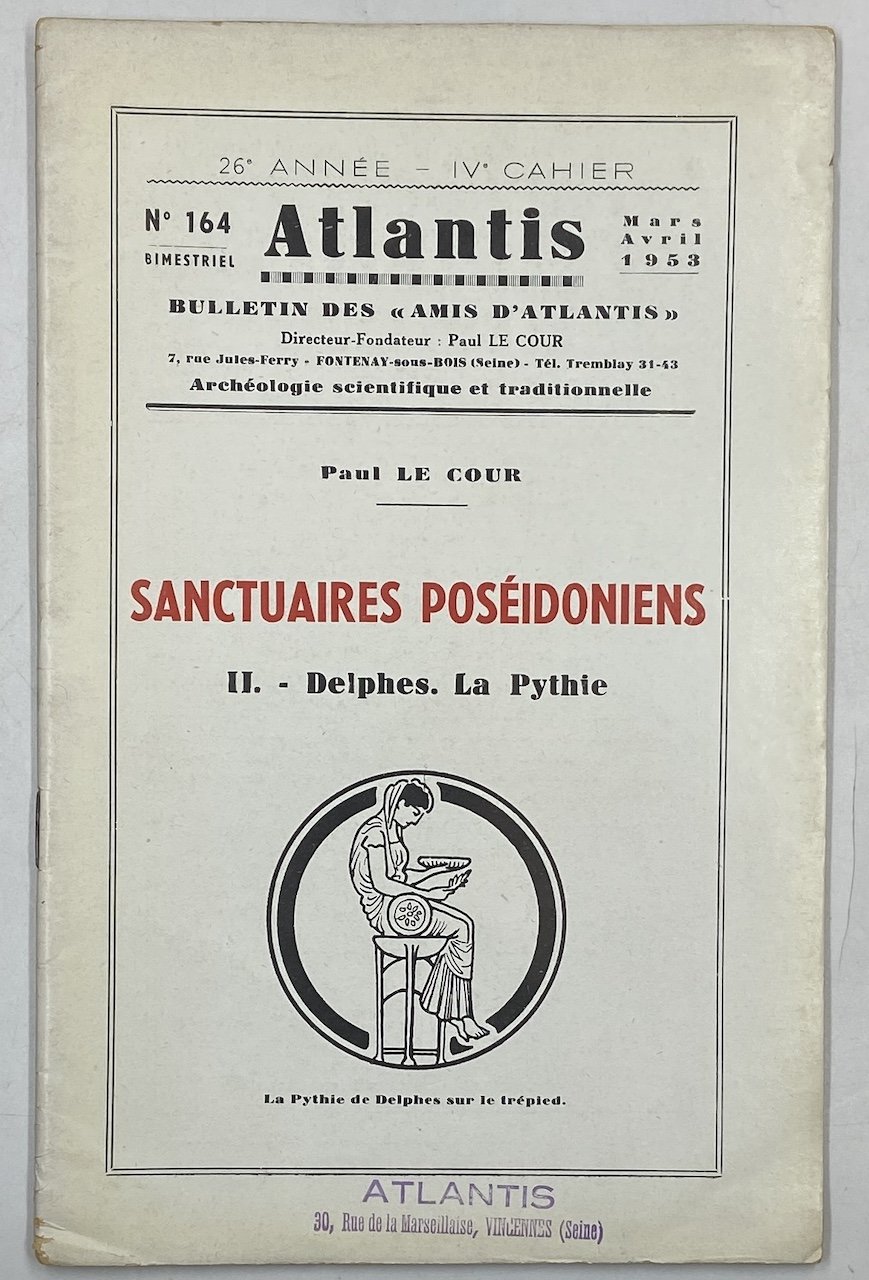 26e ANNÉE - IVe CAHIER
N° 164
BIMESTRIEL
Atlantis
Mars
Avril
1953
BULLETIN DES « AMIS D'ATLANTIS »
Directeur-Fondateur : Paul LE COUR
7, rue Jules-Ferry - FONTENAY-sous-BOIS (Seine) - Tél. Tremblay 31-43
Archéologie scientifique et traditionnelle
Paul LE COUR
SANCTUAIRES POSÉIDONIENS
II. - Delphes. La Pythie
La Pythie de Delphes sur le trépied.
ATLANTIS
30, Rue de la Marseillaise, VINCENNES (Seine)